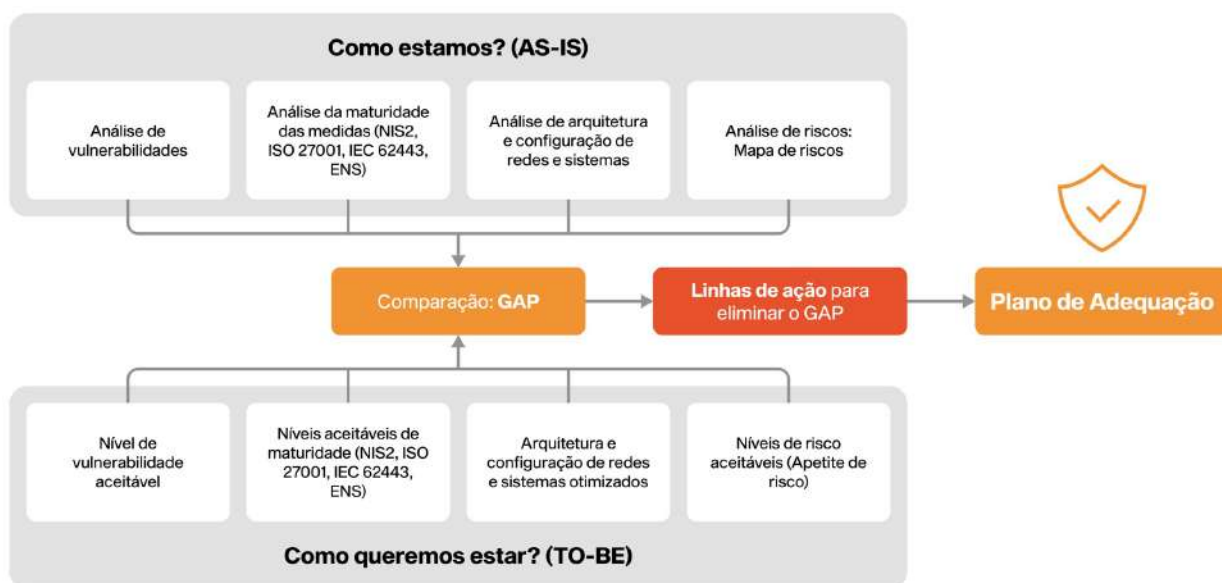 Como estamos? (AS-IS)
Análise de
vulnerabilidades
Análise da maturidade
das medidas (NIS2,
ISO 27001, IEC 62443,
ENS)
Análise de arquitetura
e configuração de
redes e sistemas
Análise de riscos:
Mapa de riscos
Comparação: GAP
Linhas de ação para
eliminar o GAP
Plano de Adequação
Nível de
vulnerabilidade
aceitável
Níveis aceitáveis de
maturidade (NIS2, ISO
27001, IEC 62443,
ENS)
Arquitetura e
configuração de redes
e sistemas otimizados
Níveis de risco
aceitáveis (Apetite de
risco)
Como queremos estar? (TO-BE)